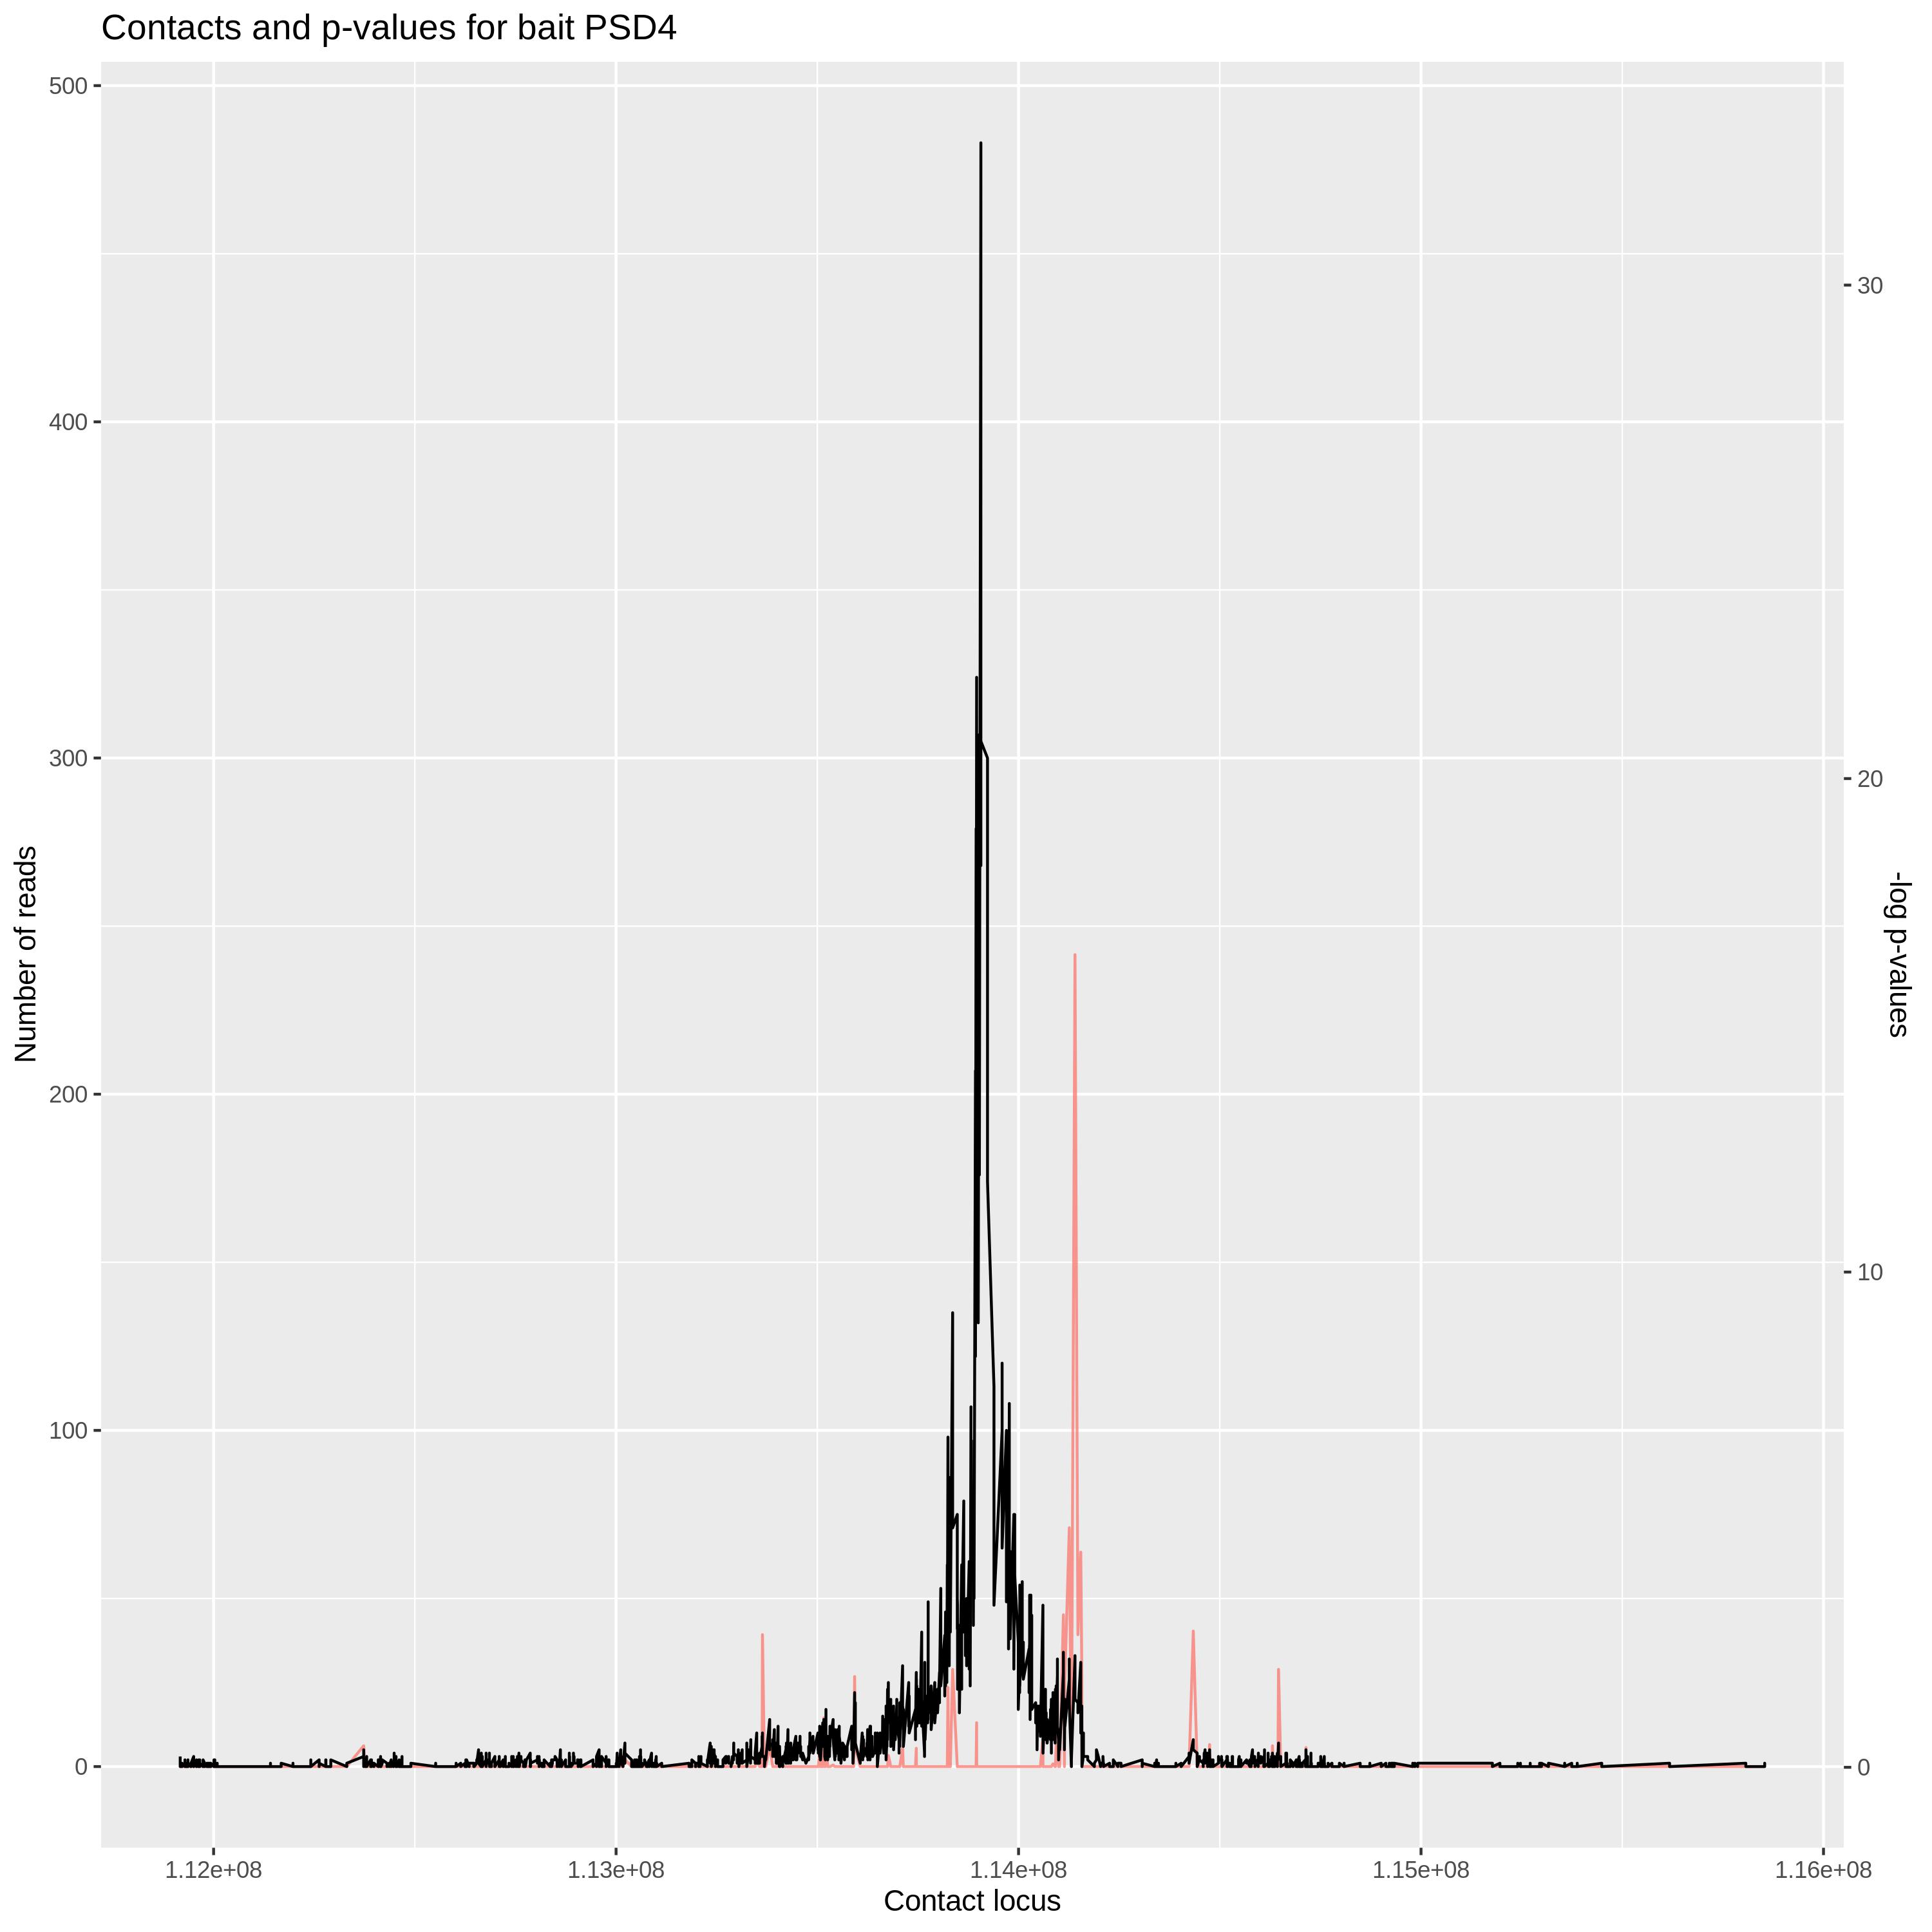 Contacts and p-values for bait PSD4
500
400
300
200
100
0
Number of reads
30
20
10
0
-log p-values
1.12e+08
1.13e+08
1.14e+08
1.15e+08
1.16e+08
Contact locus